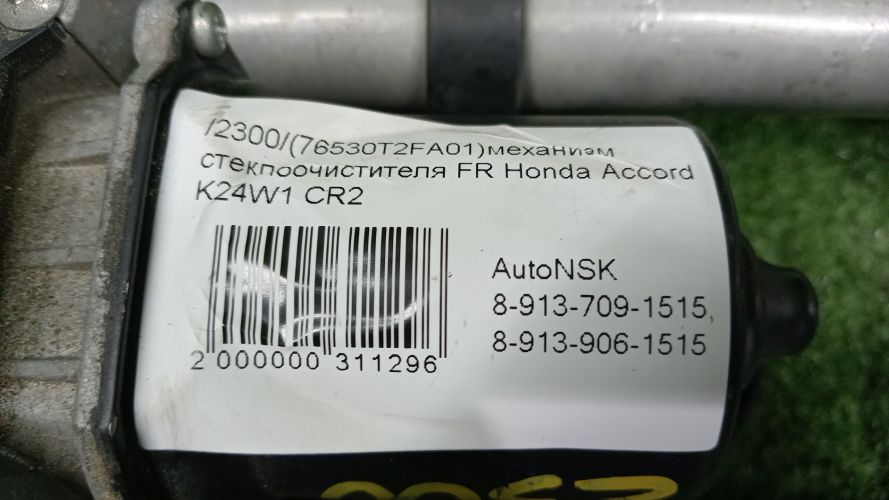 /2300/(76530T2FA01)механизм
стеклоочистителя FR Honda Accord
K24W1 CR2
AutoNSK
8-913-709-1515,
8-913-906-1515
2 000000 311296